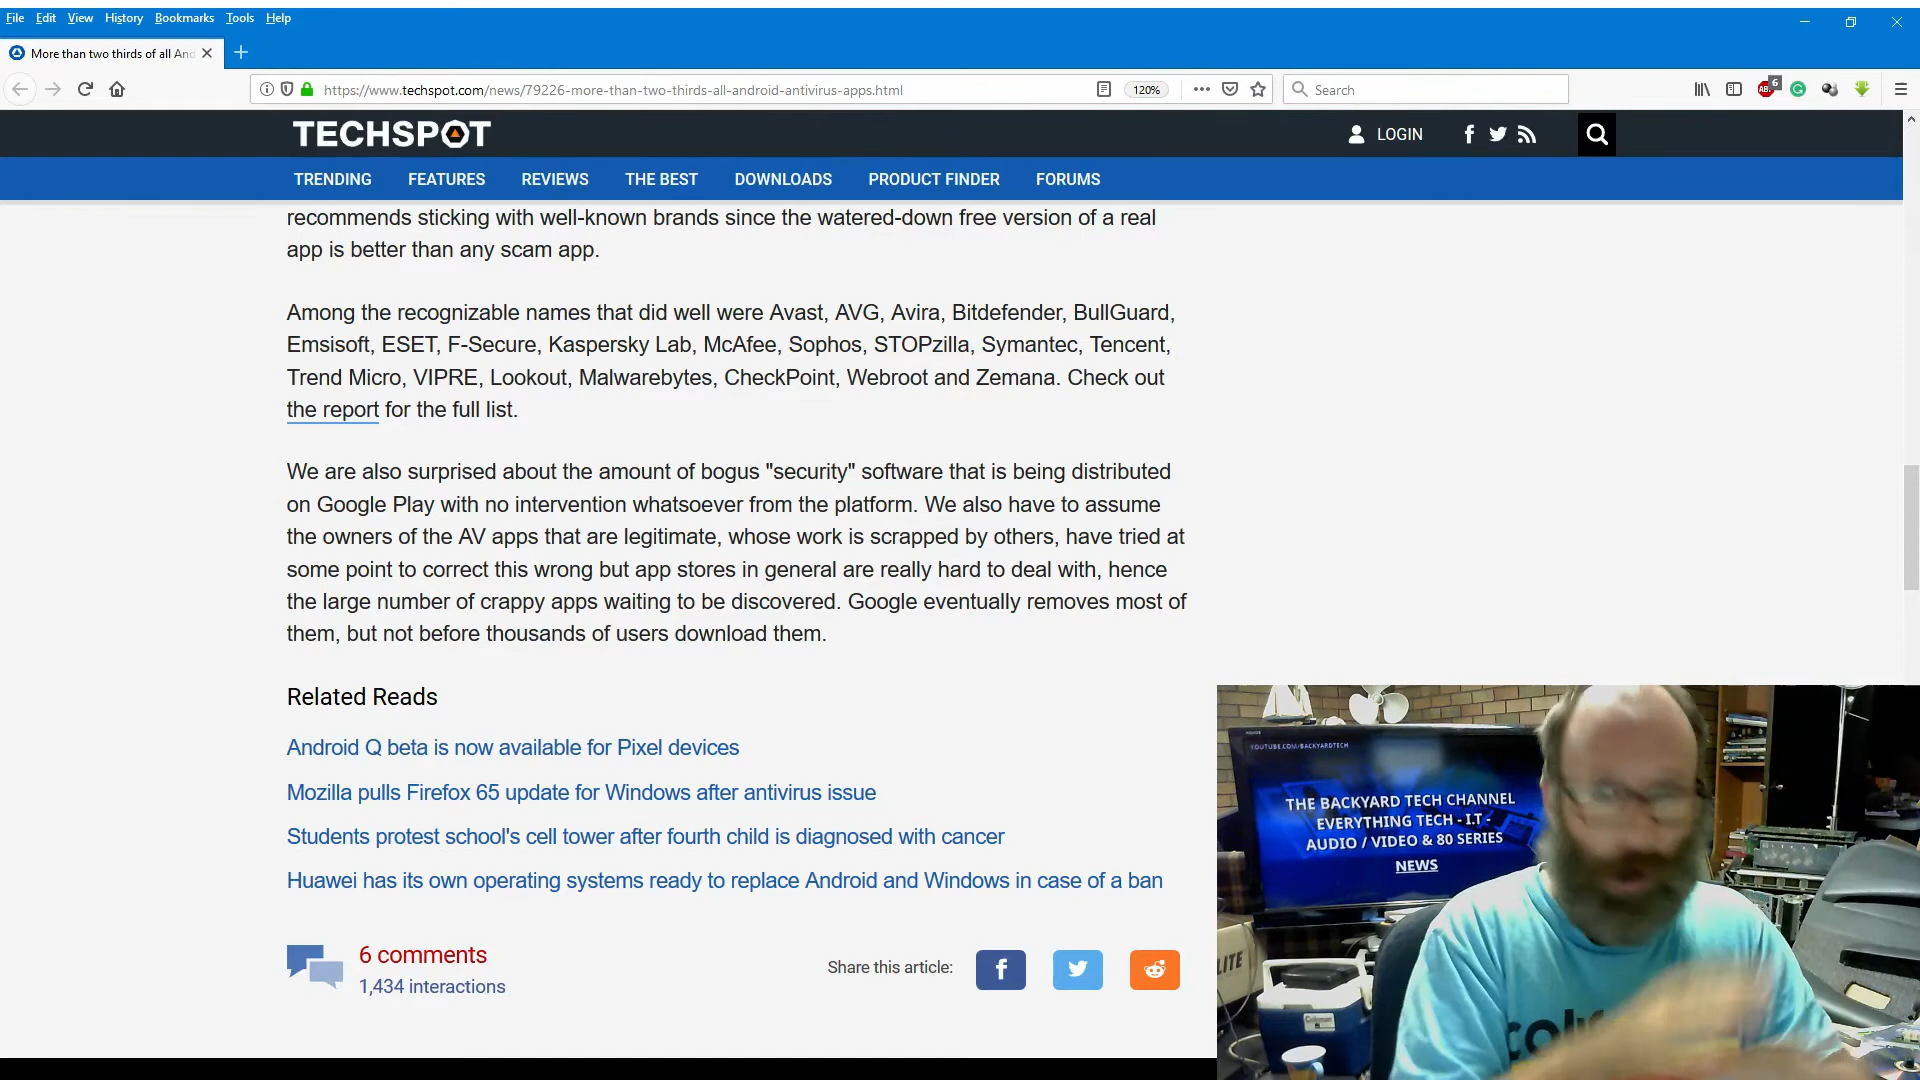 File Edit View History Bookmarks Tools Help
More than two thirds of all And
https://www.techspot.com/news/79226-more-than-two-thirds-all-android-antivirus-apps.html
120%
Search
ABP
6
TECHSPOT
LOGIN
TRENDING FEATURES REVIEWS THE BEST DOWNLOADS PRODUCT FINDER FORUMS
recommends sticking with well-known brands since the watered-down free version of a real
app is better than any scam app.
Among the recognizable names that did well were Avast, AVG, Avira, Bitdefender, BullGuard,
Emsisoft, ESET, F-Secure, Kaspersky Lab, McAfee, Sophos, STOPzilla, Symantec, Tencent,
Trend Micro, VIPRE, Lookout, Malwarebytes, CheckPoint, Webroot and Zemana. Check out
the report for the full list.
We are also surprised about the amount of bogus "security" software that is being distributed
on Google Play with no intervention whatsoever from the platform. We also have to assume
the owners of the AV apps that are legitimate, whose work is scrapped by others, have tried at
some point to correct this wrong but app stores in general are really hard to deal with, hence
the large number of crappy apps waiting to be discovered. Google eventually removes most of
them, but not before thousands of users download them.
Related Reads
Android Q beta is now available for Pixel devices
Mozilla pulls Firefox 65 update for Windows after antivirus issue
Students protest school's cell tower after fourth child is diagnosed with cancer
Huawei has its own operating systems ready to replace Android and Windows in case of a ban
6 comments
1,434 interactions
Share this article:
YOUTUBE.COM/BACKYARDTECH
THE BACKYARD TECH CHANNEL
EVERYTHING TECH - I.T -
AUDIO / VIDEO & 80 SERIES
NEWS
LITE
Coleman